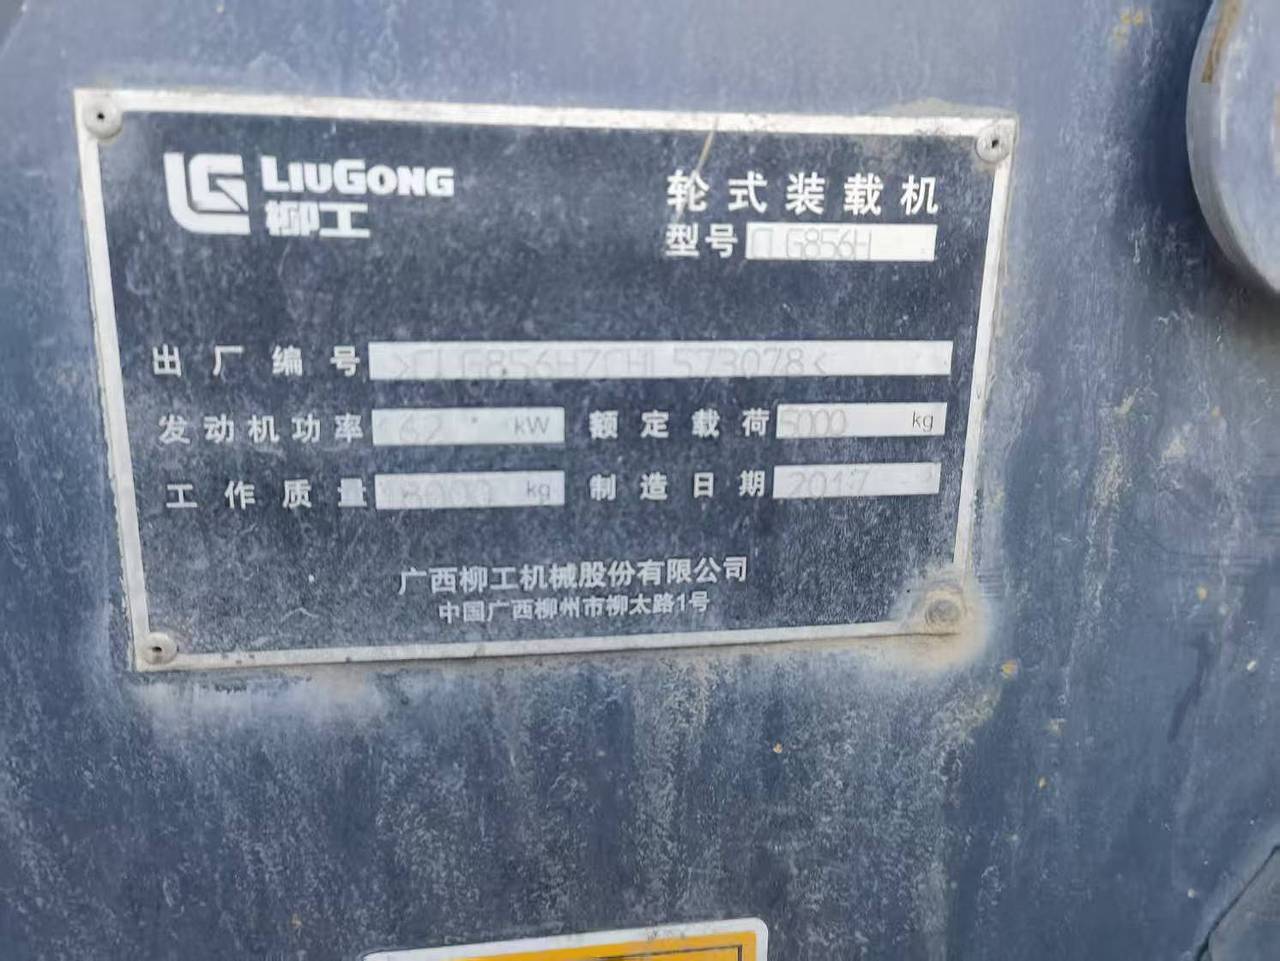 LG LIUGONG
柳工
轮式装载机
型号 CLG856H
出厂编号 >CLG856HZCHL573078<
发动机功率 162 kW 额定载荷 5000 kg
工作质量 kg 制造日期 2017
广西柳工机械股份有限公司
中国广西柳州市柳太路1号